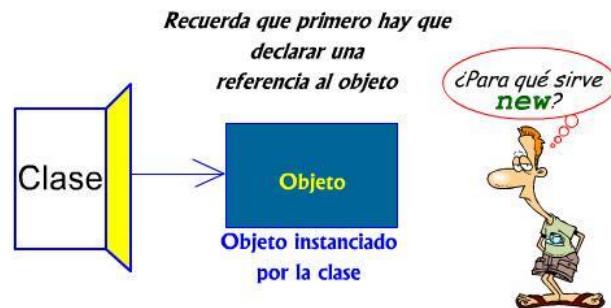 Recuerda que primero hay que
declarar una
referencia al objeto
¿Para qué sirve
new?
Clase
Objeto
Objeto instanciado
por la clase